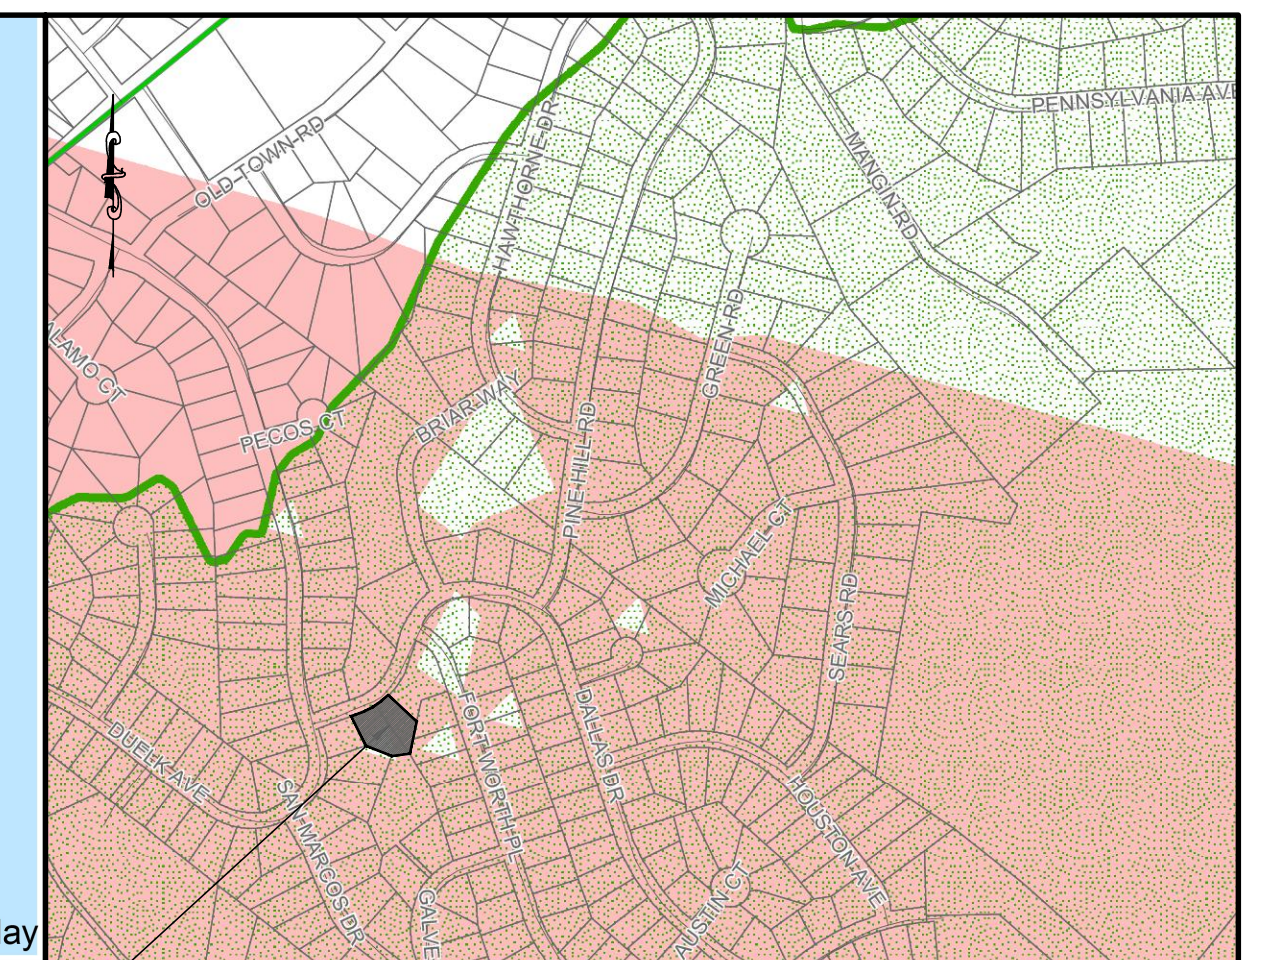 PENNSYLVANIA AVE
OLD TOWN RD
HAWTHORNE DR
MANGIN RD
GREEN RD
ALAMO CT
BRIAR WAY
PECOS CT
PINE HILL RD
MICHAEL CT
SEARS RD
DUELK AVE
FORT WORTH PL
DALLAS DR
SAN MARCOS DR
HOUSTON AVE
AUSTIN CT
GALVE
lay